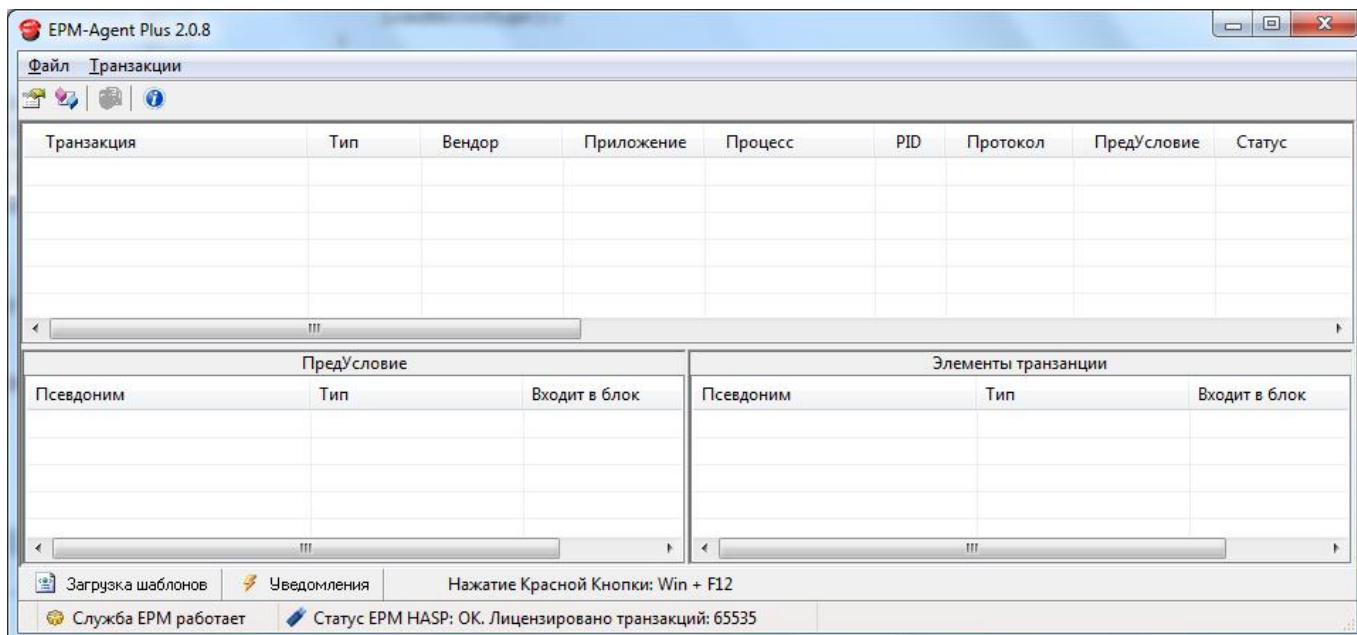 EPM-Agent Plus 2.0.8
Файл Транзакции
Транзакция Тип Вендор Приложение Процесс PID Протокол ПредУсловие Статус
ПредУсловие Элементы транзанции
Псевдоним Тип Входит в блок Псевдоним Тип Входит в блок
Загрузка шаблонов Уведомления Нажатие Красной Кнопки: Win + F12
Служба EPM работает Статус EPM HASP: ОК. Лицензировано транзакций: 65535